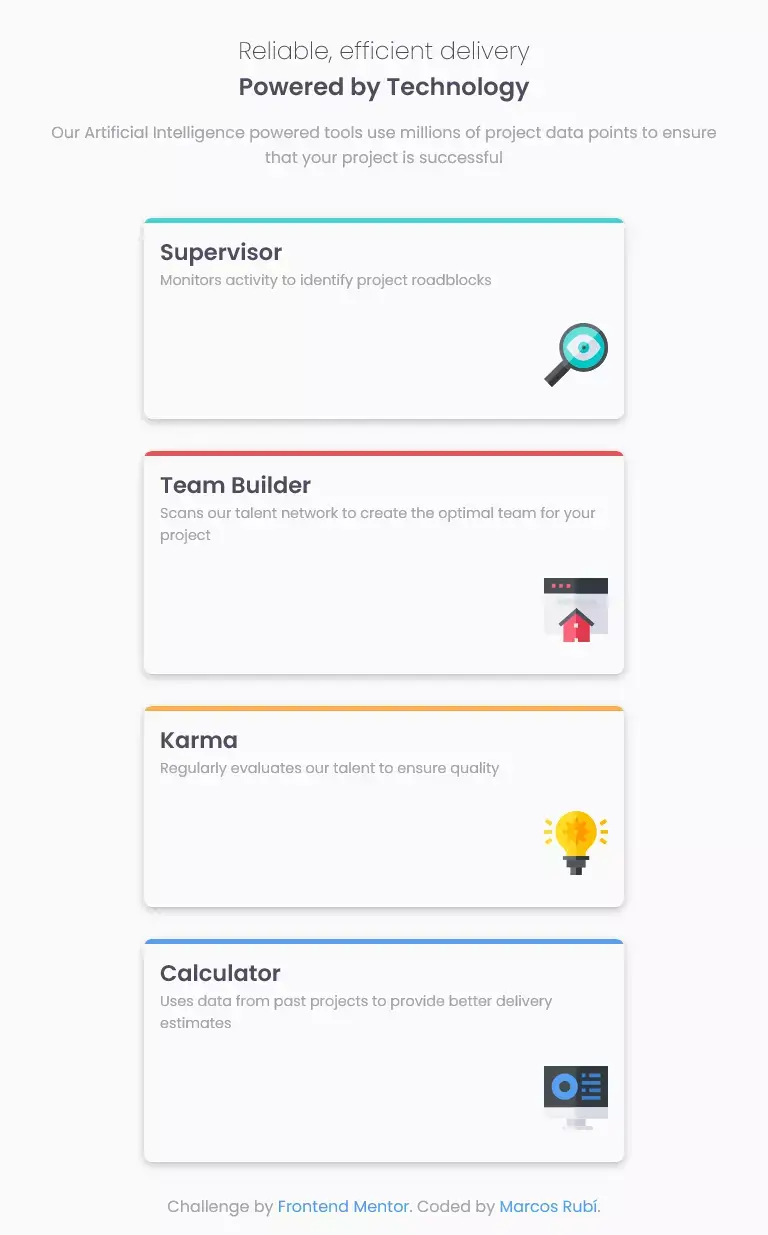 Reliable, efficient delivery
Powered by Technology
Our Artificial Intelligence powered tools use millions of project data points to ensure
that your project is successful
Supervisor
Monitors activity to identify project roadblocks
Team Builder
Scans our talent network to create the optimal team for your
project
Karma
Regularly evaluates our talent to ensure quality
Calculator
Uses data from past projects to provide better delivery
estimates
Challenge by Frontend Mentor. Coded by Marcos Rubí.